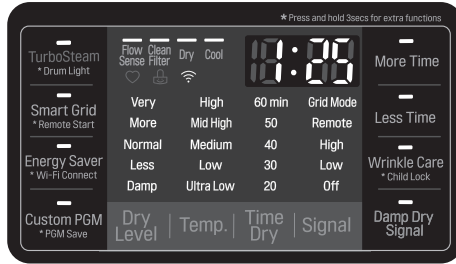 *Press and hold 3secs for extra functions
TurboSteam
*Drum Light
Smart Grid
*Remote Start
Energy Saver
*Wi-Fi Connect
Custom PGM
*PGM Save
Flow Sense
Clean Filter
Dry
Cool
1:25
Very High 60 min Grid Mode
More Mid High 50 Remote
Normal Medium 40 High
Less Low 30 Low
Damp Ultra Low 20 Off
Dry Level
Temp.
Time Dry
Signal
More Time
Less Time
Wrinkle Care
*Child Lock
Damp Dry
Signal